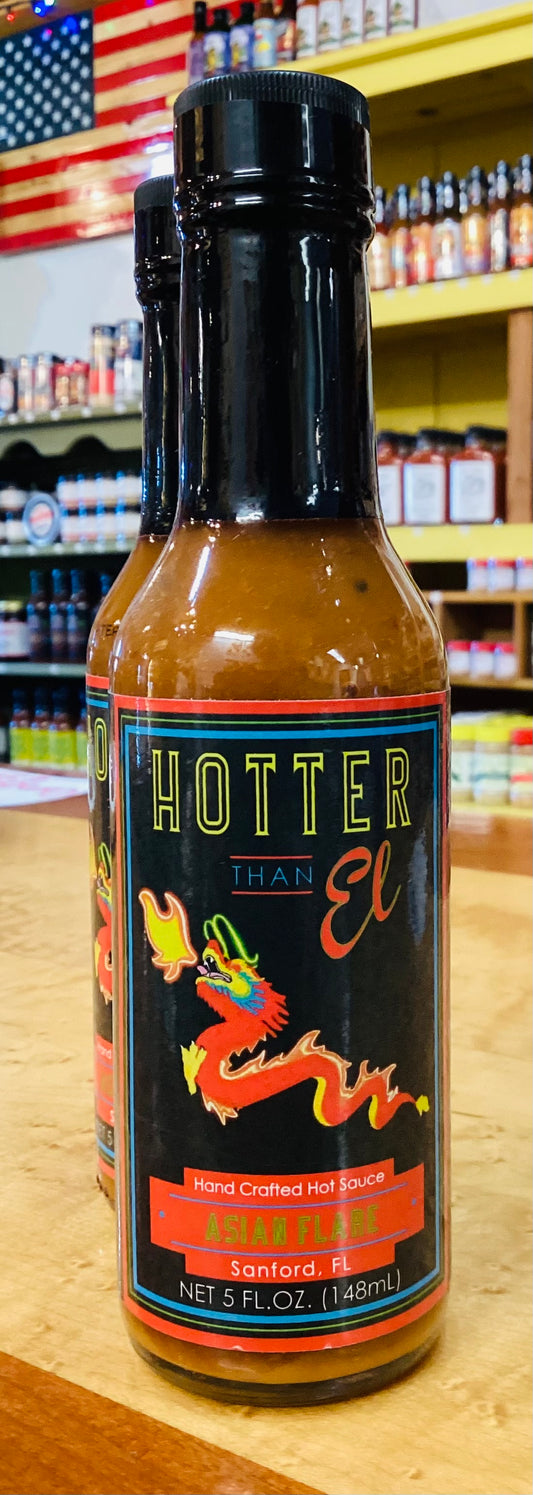 HOTTER
THAN El
Hand Crafted Hot Sauce
ASIAN FLARE
Sanford, FL
NET 5 FL.OZ. (148mL)